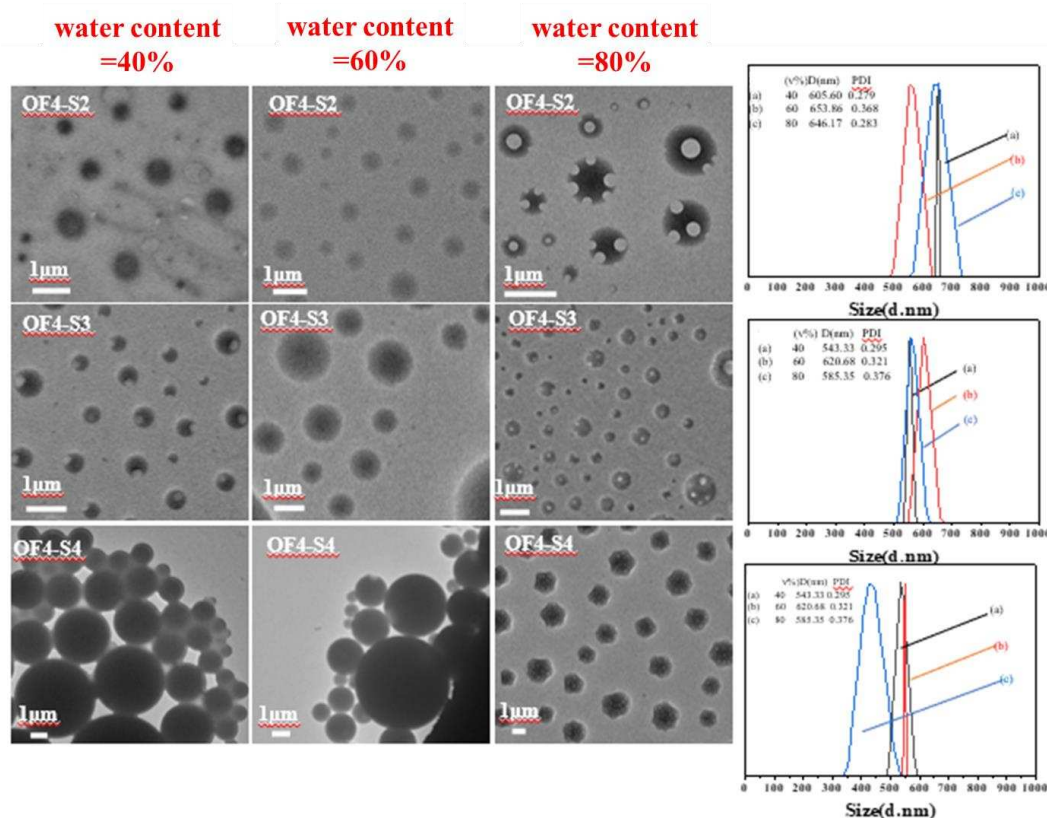 water content
=40%
water content
=60%
water content
=80%
OF4-S2
1μm
OF4-S2
1μm
OF4-S2
1μm
OF4-S3
1μm
OF4-S3
1μm
OF4-S3
1μm
OF4-S4
1μm
OF4-S4
1μm
OF4-S4
1μm
(v%) D(nm) PDI
(a) 40 605.60 0.279
(b) 60 653.86 0.368
(c) 80 646.17 0.283
(a)
(b)
(c)
0 100 200 300 400 500 600 700 800 900 1000
Size(d.nm)
(v%) D(nm) PDI
(a) 40 543.33 0.295
(b) 60 620.68 0.321
(c) 80 585.35 0.376
(a)
(b)
(c)
0 100 200 300 400 500 600 700 800 900 1000
Size(d.nm)
v%) D(nm) PDI
(a) 40 543.33 0.295
(b) 60 620.68 0.321
(c) 80 585.35 0.376
(a)
(b)
(c)
0 100 200 300 400 500 600 700 800 900 1000
Size(d.nm)